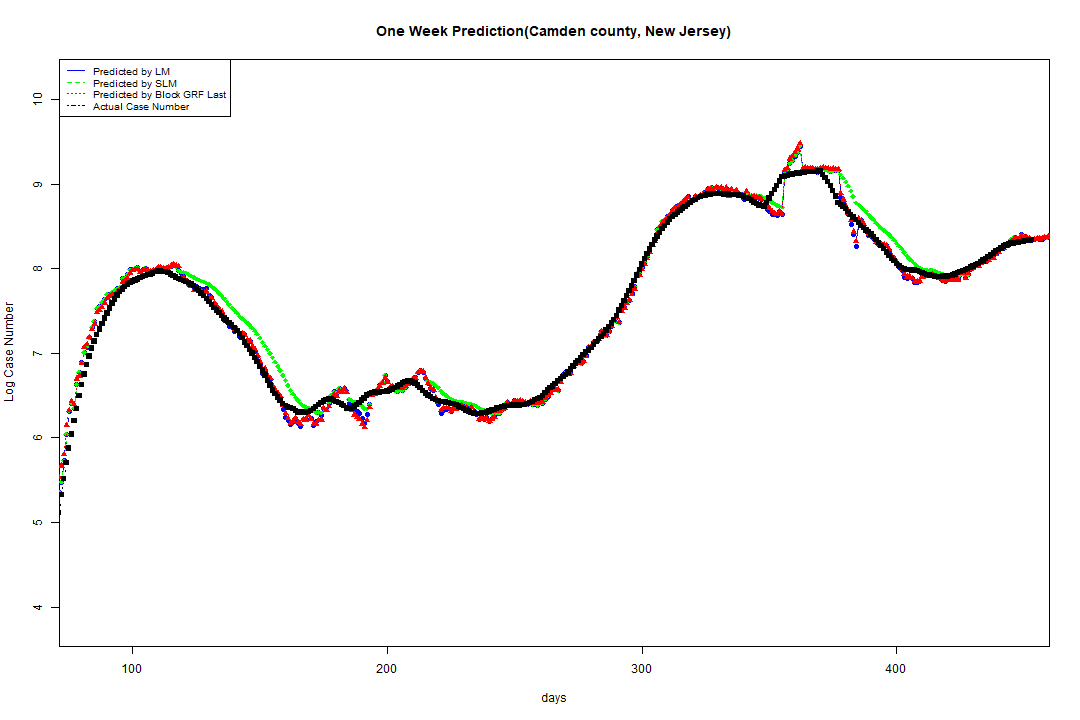 One Week Prediction(Camden county, New Jersey)
Predicted by LM
Predicted by SLM
Predicted by Block GRF Last
Actual Case Number
10
9
8
7
6
5
4
Log Case Number
100 200 300 400
days